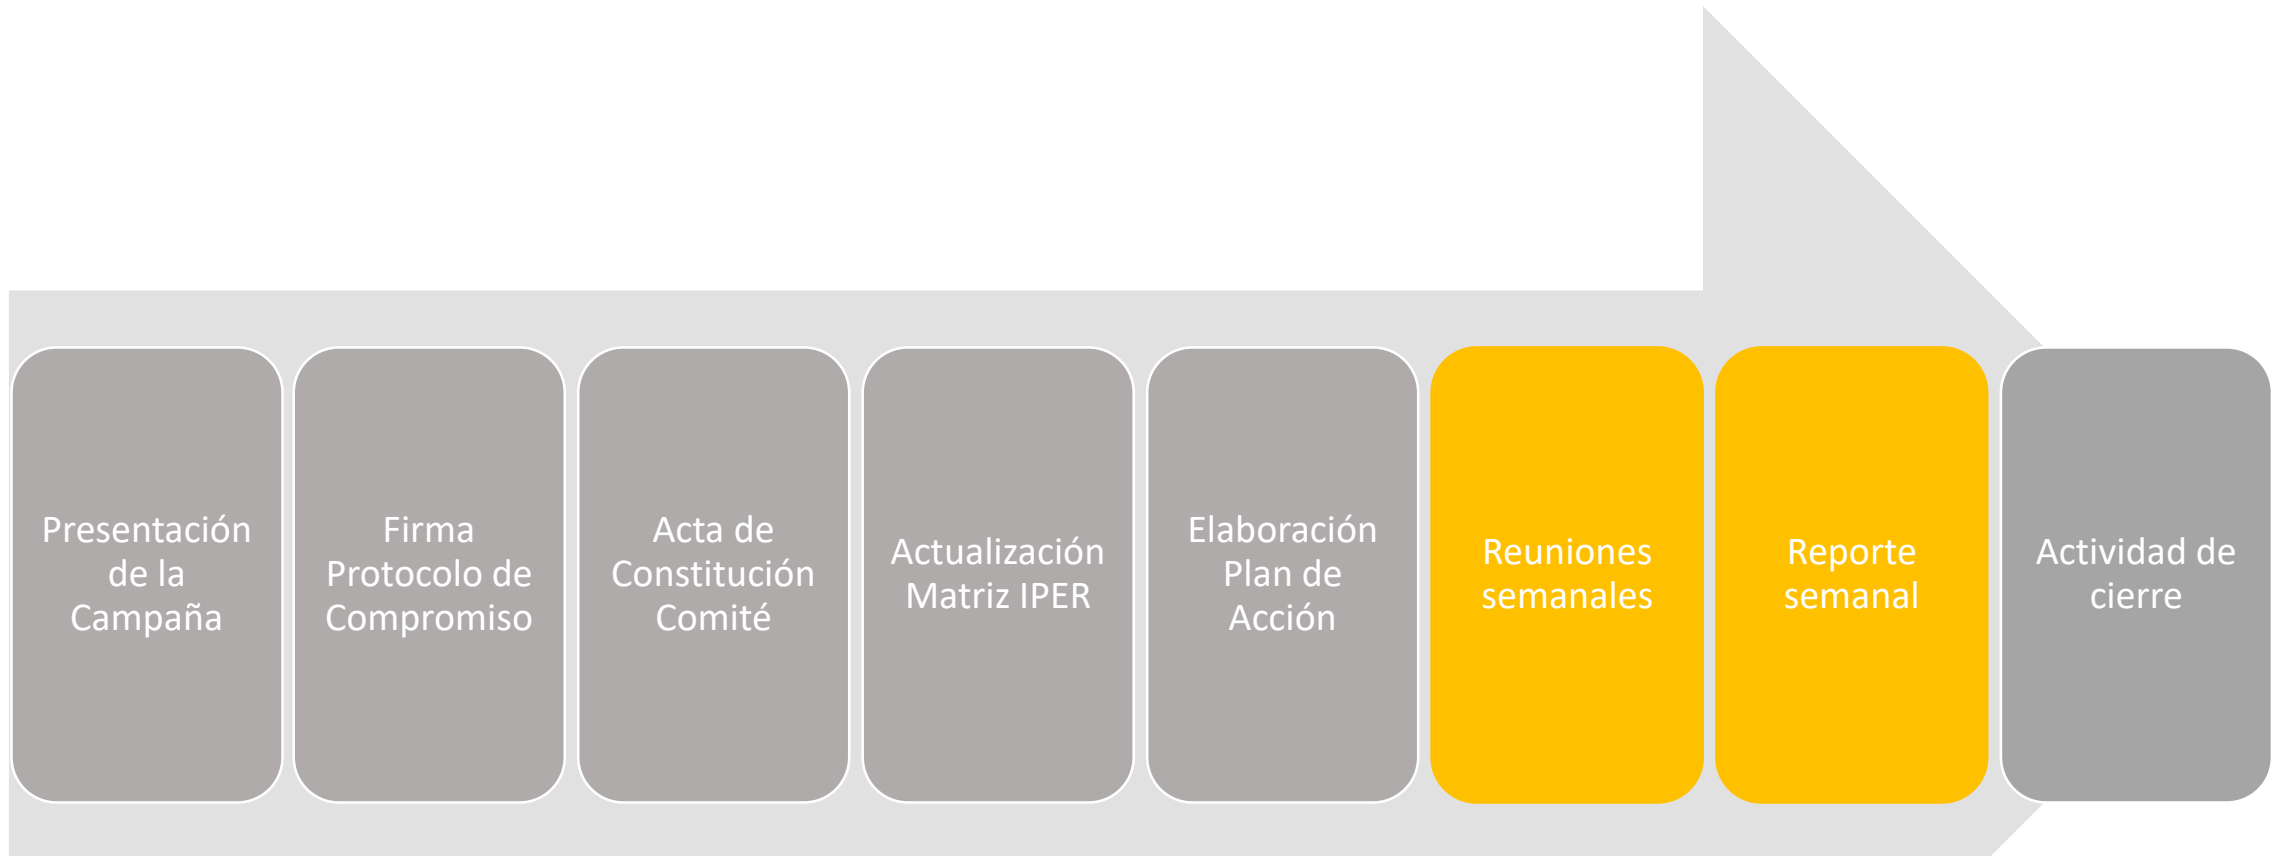 Presentación
de la
Campaña
Firma
Protocolo de
Compromiso
Acta de
Constitución
Comité
Actualización
Matriz IPER
Elaboración
Plan de
Acción
Reuniones
semanales
Reporte
semanal
Actividad de
cierre